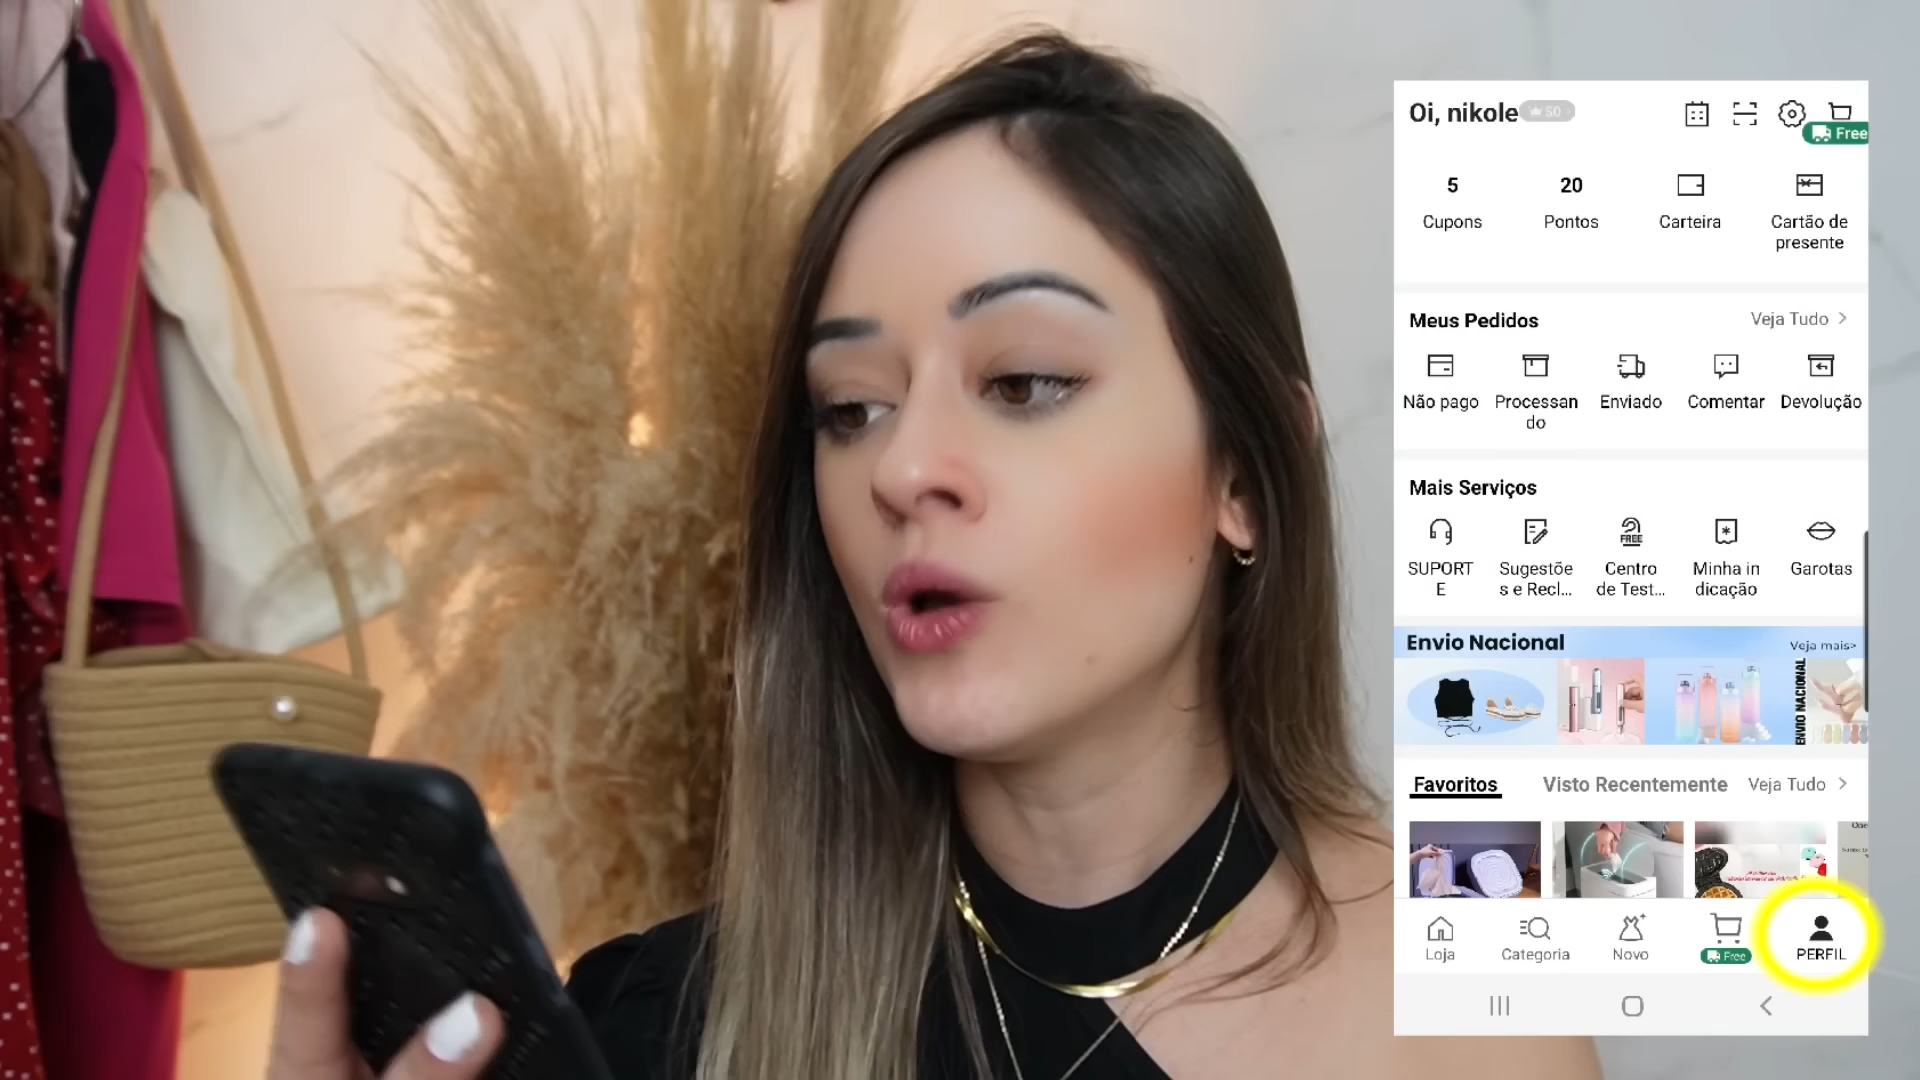 Oi, nikole S0
Free
5
20
Cupons
Pontos
Carteira
Cartão de
presente
Meus Pedidos
Veja Tudo >
Não pago
Processan
do
Enviado
Comentar
Devolução
Mais Serviços
FREE
SUPORT
E
Sugestõe
s e Recl...
Centro
de Test...
Minha in
dicação
Garotas
Envio Nacional
Veja mais>
ENVIO NACIONAL
Favoritos
Visto Recentemente
Veja Tudo >
Loja
Categoria
Novo
Free
PERFIL